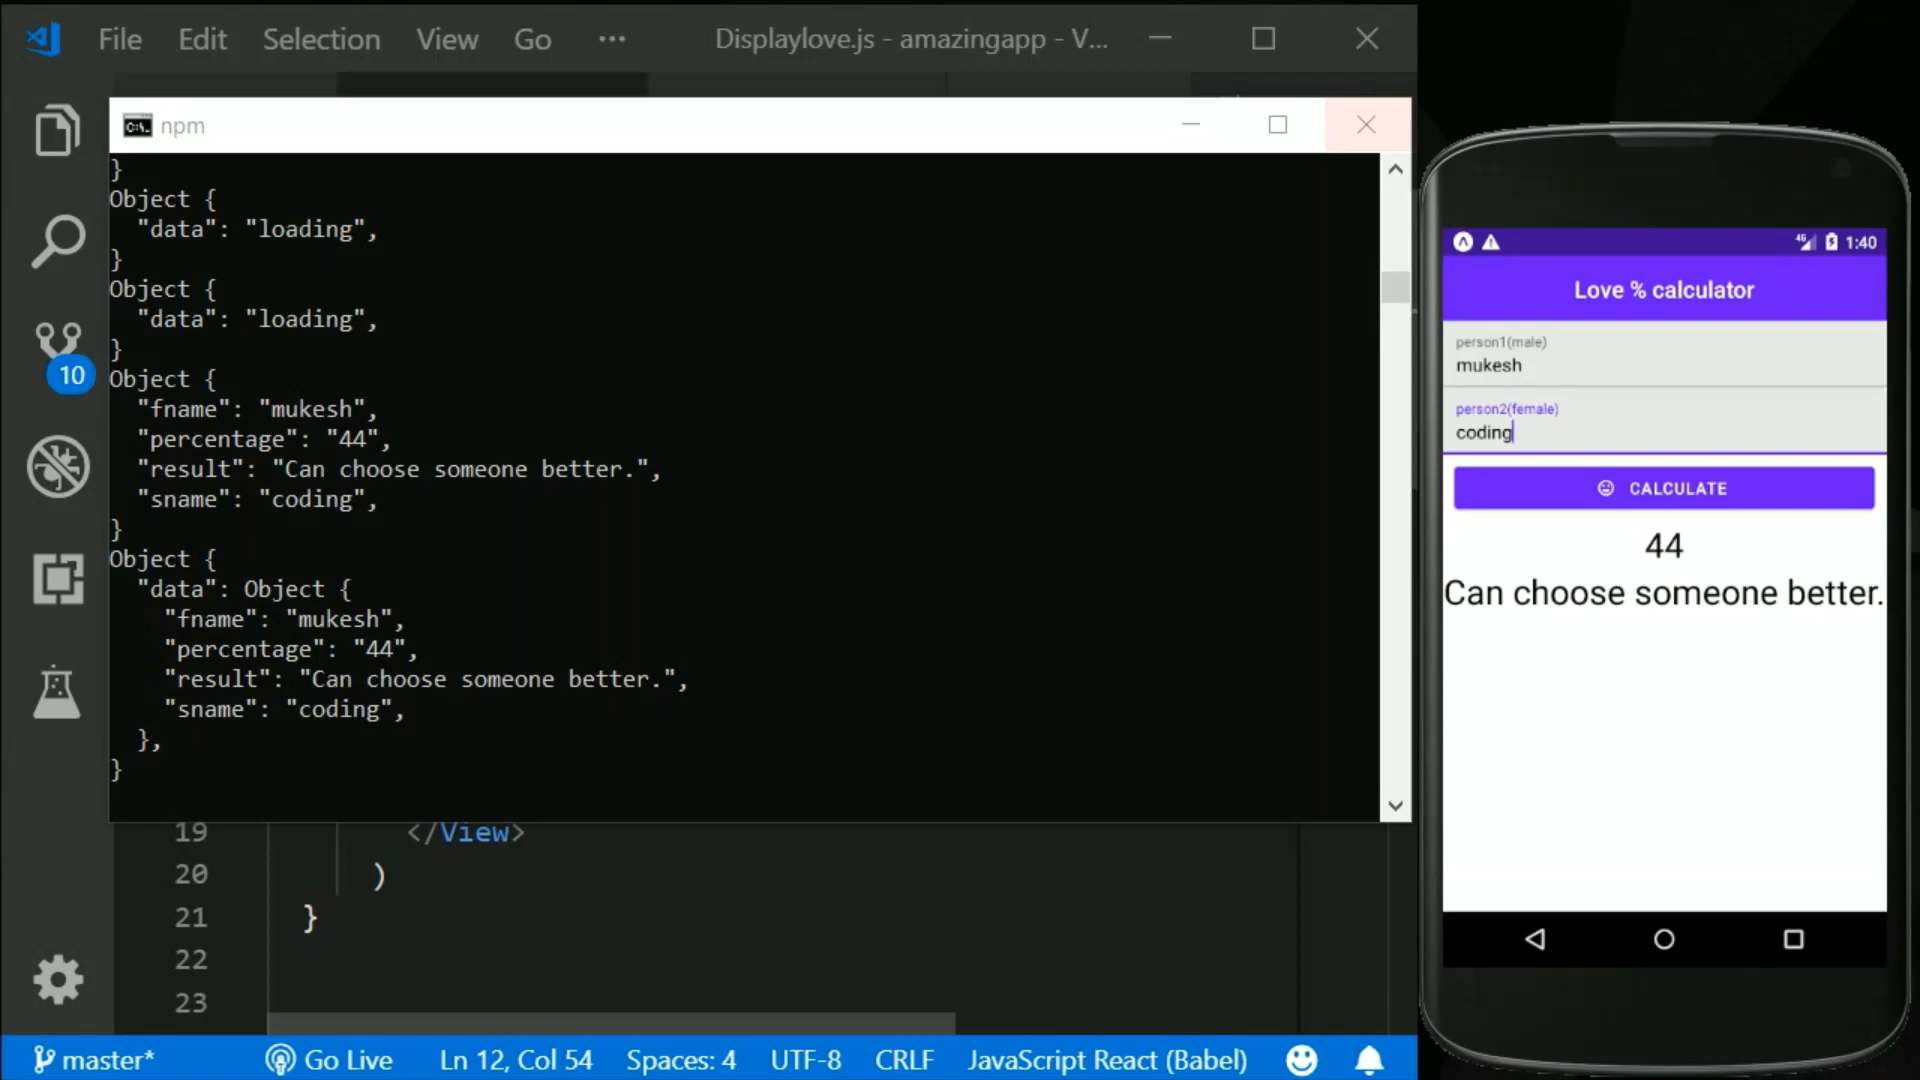 File Edit Selection View Go ··· Displaylove.js - amazingapp - V...
npm
}
Object {
"data": "loading",
}
Object {
"data": "loading",
}
Object {
"fname": "mukesh",
"percentage": "44",
"result": "Can choose someone better.",
"sname": "coding",
}
Object {
"data": Object {
"fname": "mukesh",
"percentage": "44",
"result": "Can choose someone better.",
"sname": "coding",
},
}
10
19 </View>
20 )
21 }
22
23
master* Go Live Ln 12, Col 54 Spaces: 4 UTF-8 CRLF JavaScript React (Babel)
4G 1:40
Love % calculator
person1(male)
mukesh
person2(female)
coding
CALCULATE
44
Can choose someone better.